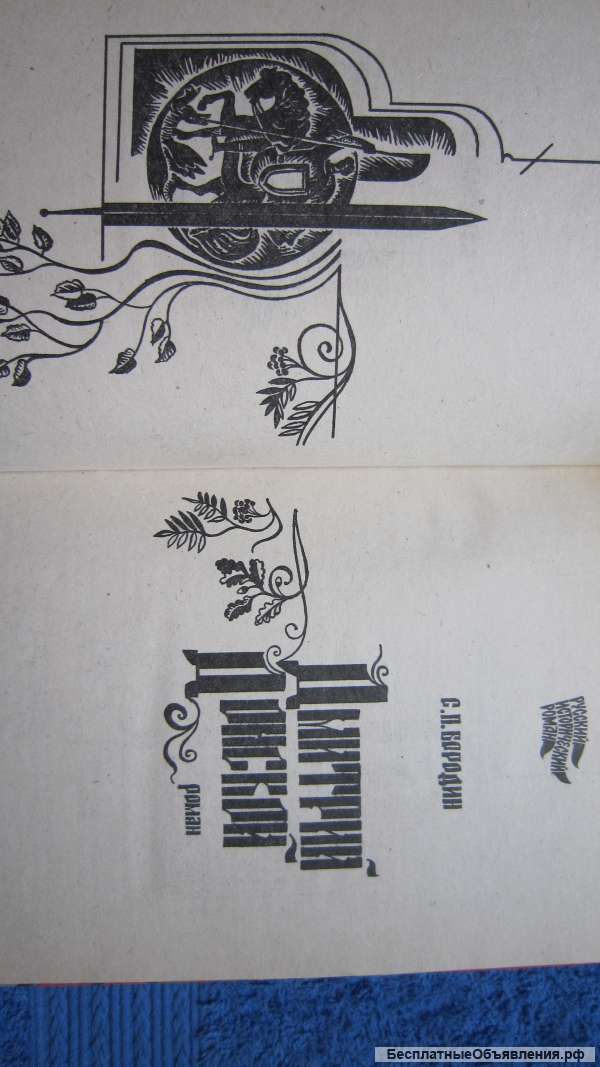 РУССКИЙ
ИСТОРИЧЕСКИЙ
РОМАН
С.П. БОРОДИН
ДМИТРИЙ
ДОНСКОЙ
роман
БесплатныеОбъявления.рф